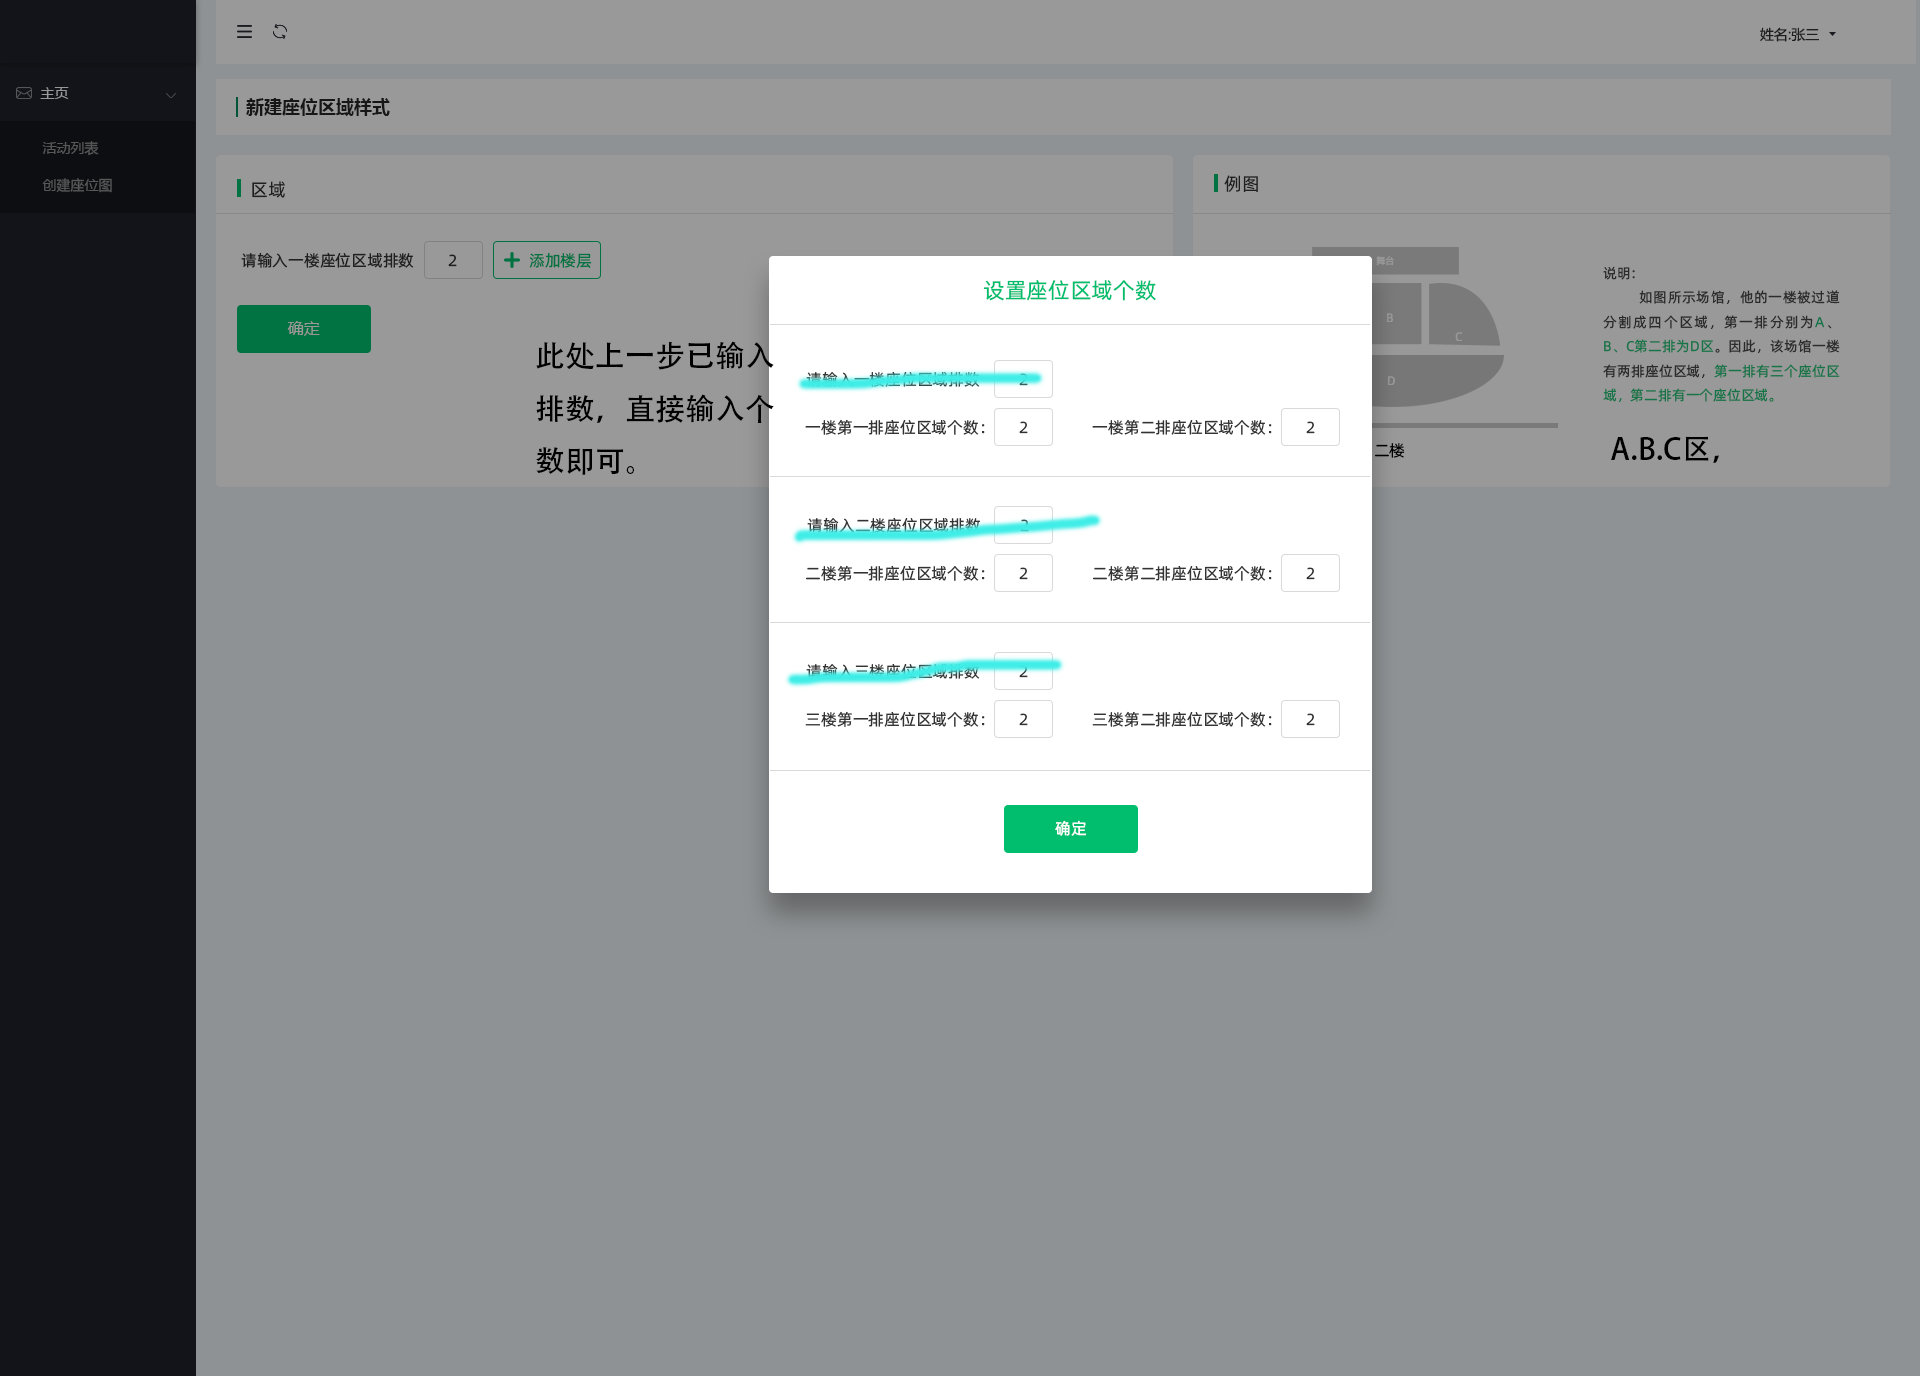 姓名:张三
主页
活动列表
创建座位图
新建座位区域样式
区域
请输入一楼座位区域排数 2 添加楼层
确定
此处上一步已输入
排数，直接输入个
数即可。
例图
舞台
B
C
D
二楼
说明：
如图所示场馆，他的一楼被过道
分割成四个区域，第一排分别为A、
B、C第二排为D区。因此，该场馆一楼
有两排座位区域，第一排有三个座位区
域，第二排有一个座位区域。
A.B.C区，
设置座位区域个数
请输入一楼座位区域排数 2
一楼第一排座位区域个数： 2 一楼第二排座位区域个数： 2
请输入二楼座位区域排数 2
二楼第一排座位区域个数： 2 二楼第二排座位区域个数： 2
请输入三楼座位区域排数 2
三楼第一排座位区域个数： 2 三楼第二排座位区域个数： 2
确定